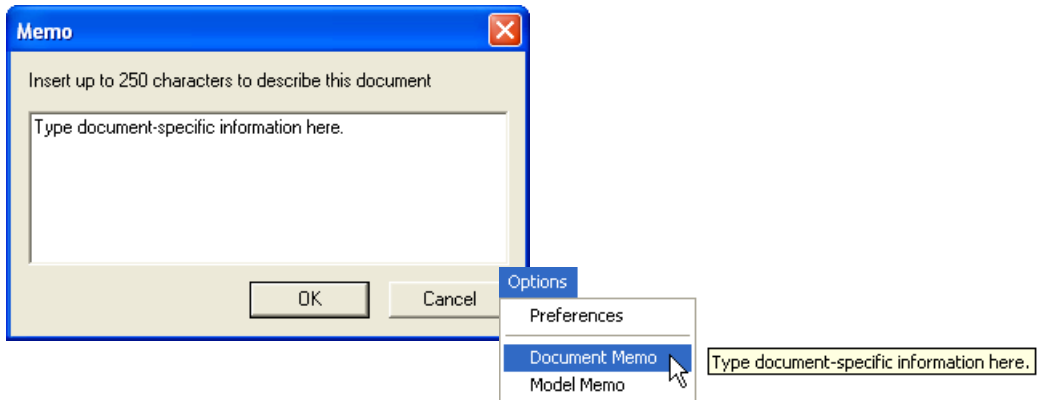 Memo
Insert up to 250 characters to describe this document
Type document-specific information here.
OK
Cancel
Options
Preferences
Document Memo
Type document-specific information here.
Model Memo